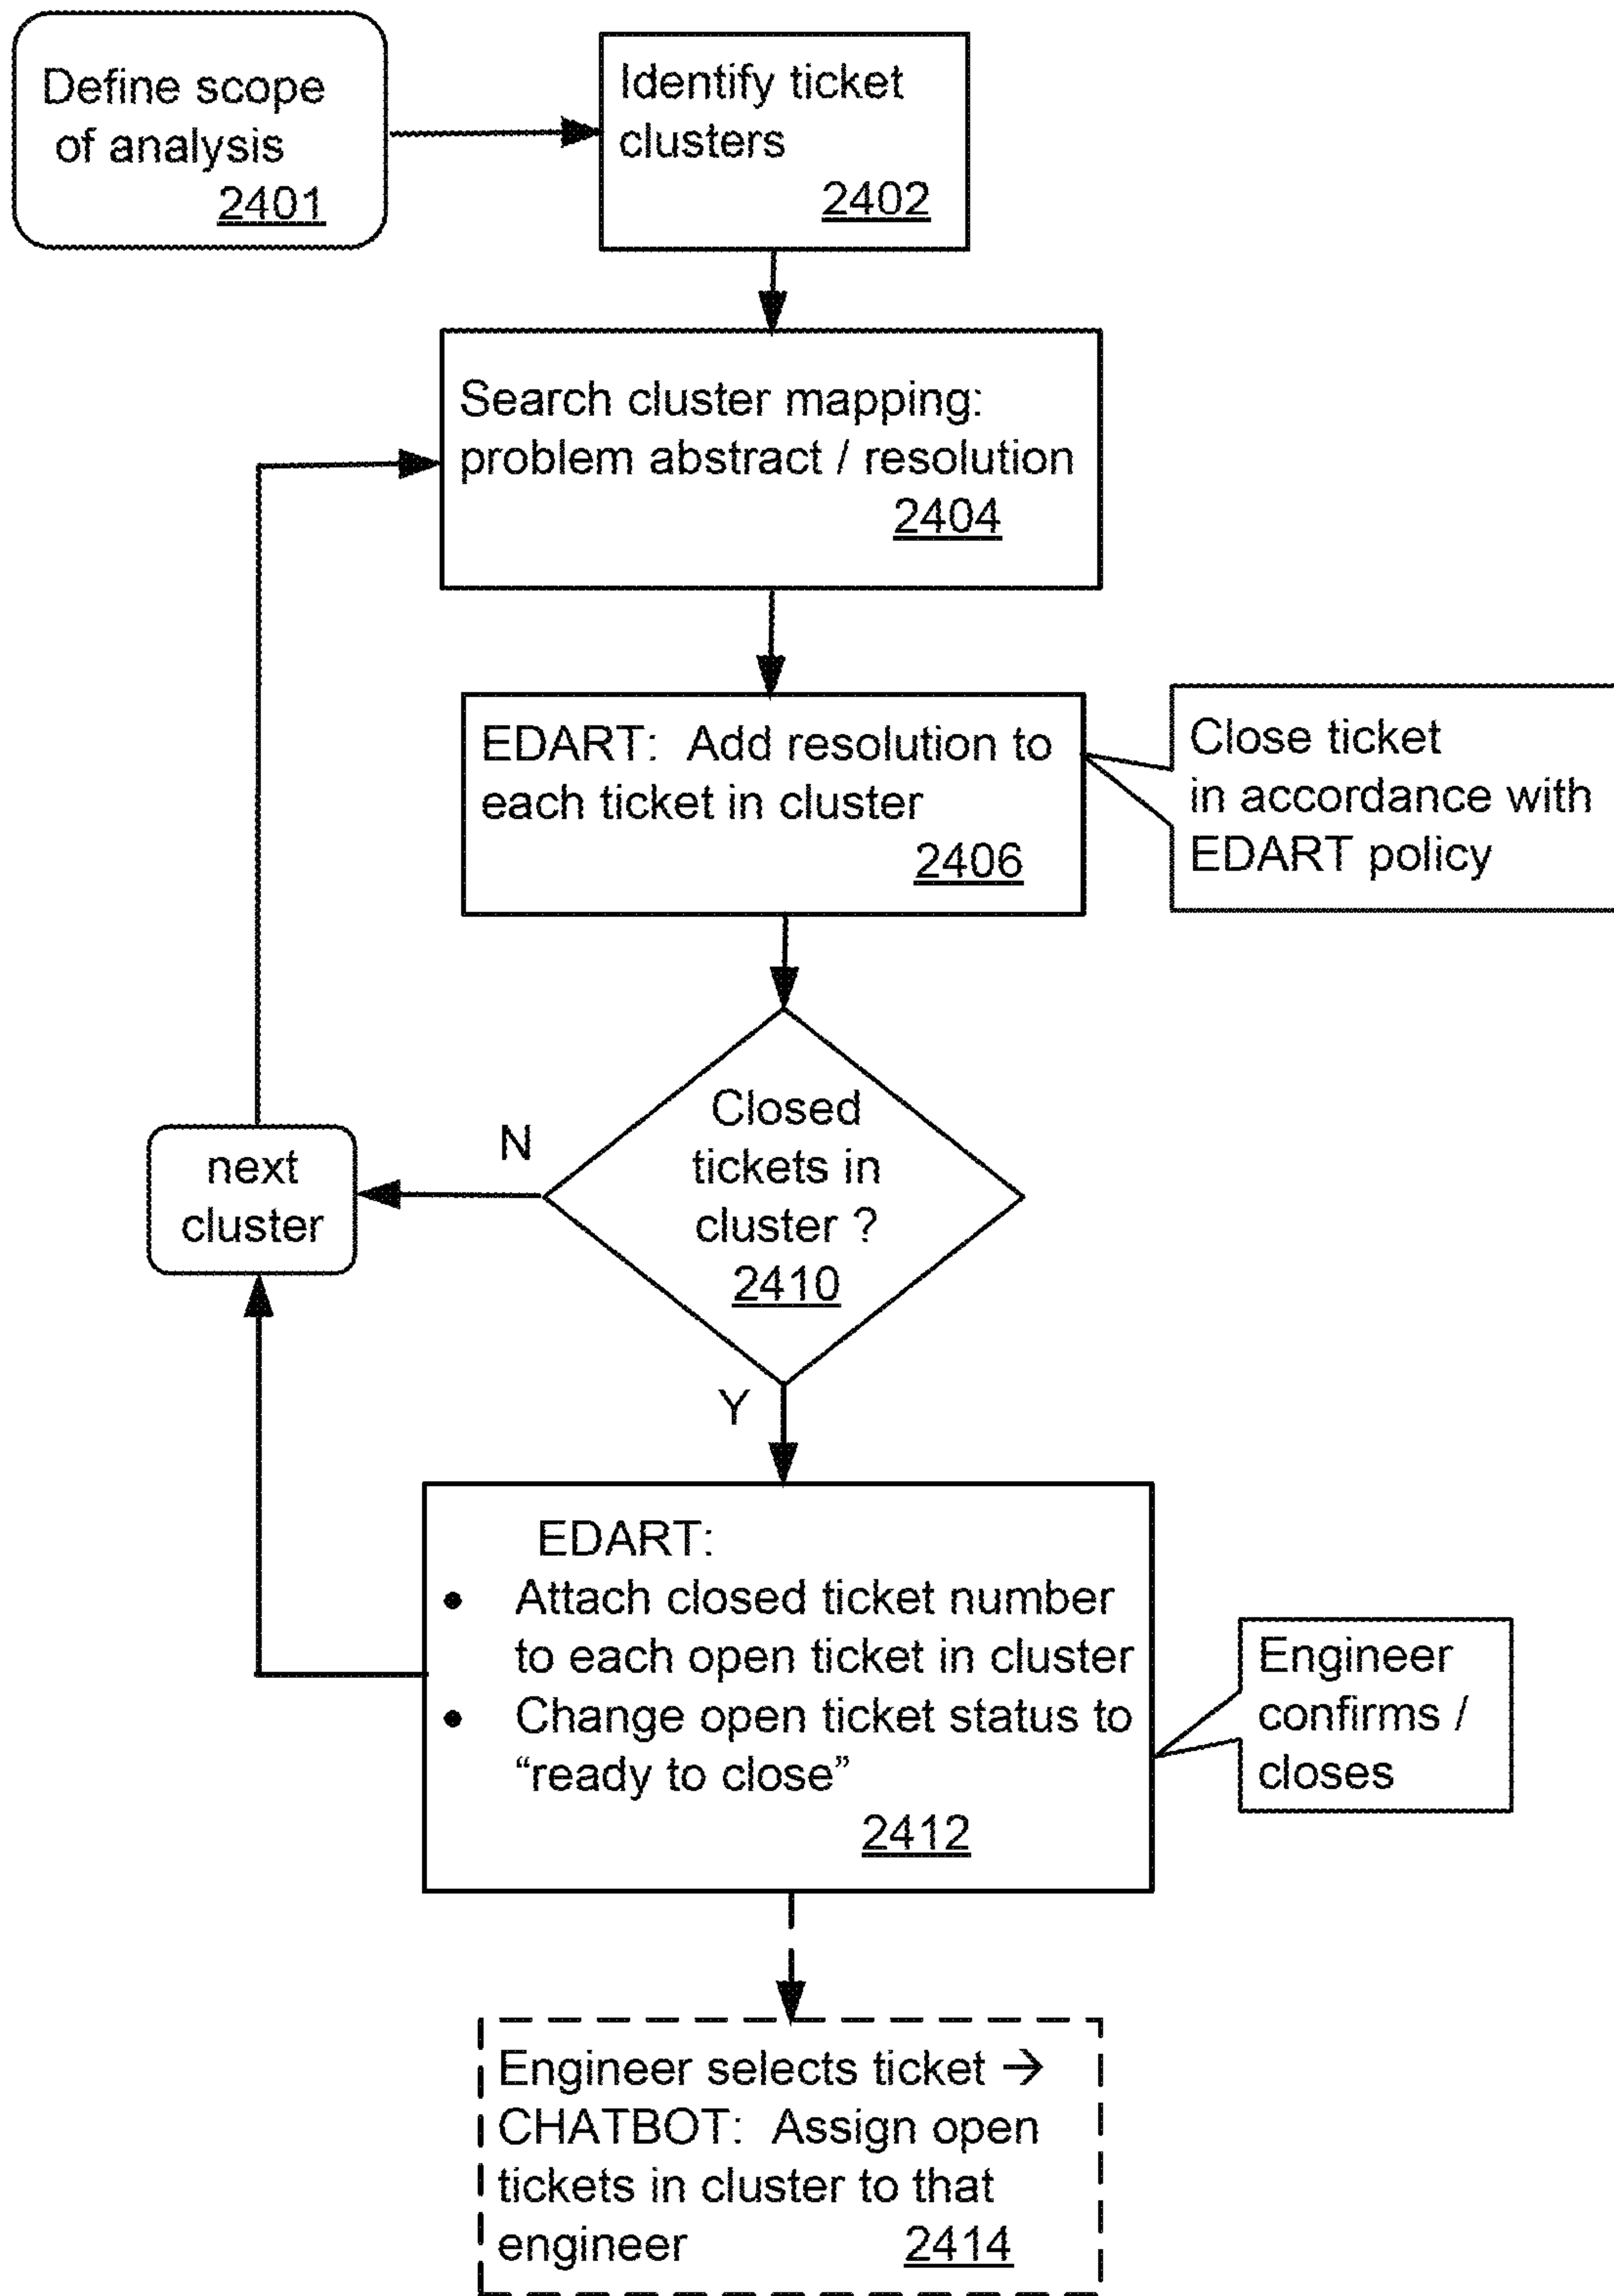 Define scope
of analysis
2401
Identify ticket
clusters
2402
Search cluster mapping:
problem abstract / resolution
2404
EDART: Add resolution to
each ticket in cluster
2406
Close ticket
in accordance with
EDART policy
Closed
tickets in
cluster ?
2410
N
next
cluster
Y
EDART:
• Attach closed ticket number
to each open ticket in cluster
• Change open ticket status to
“ready to close”
2412
Engineer
confirms /
closes
Engineer selects ticket →
CHATBOT: Assign open
tickets in cluster to that
engineer 2414